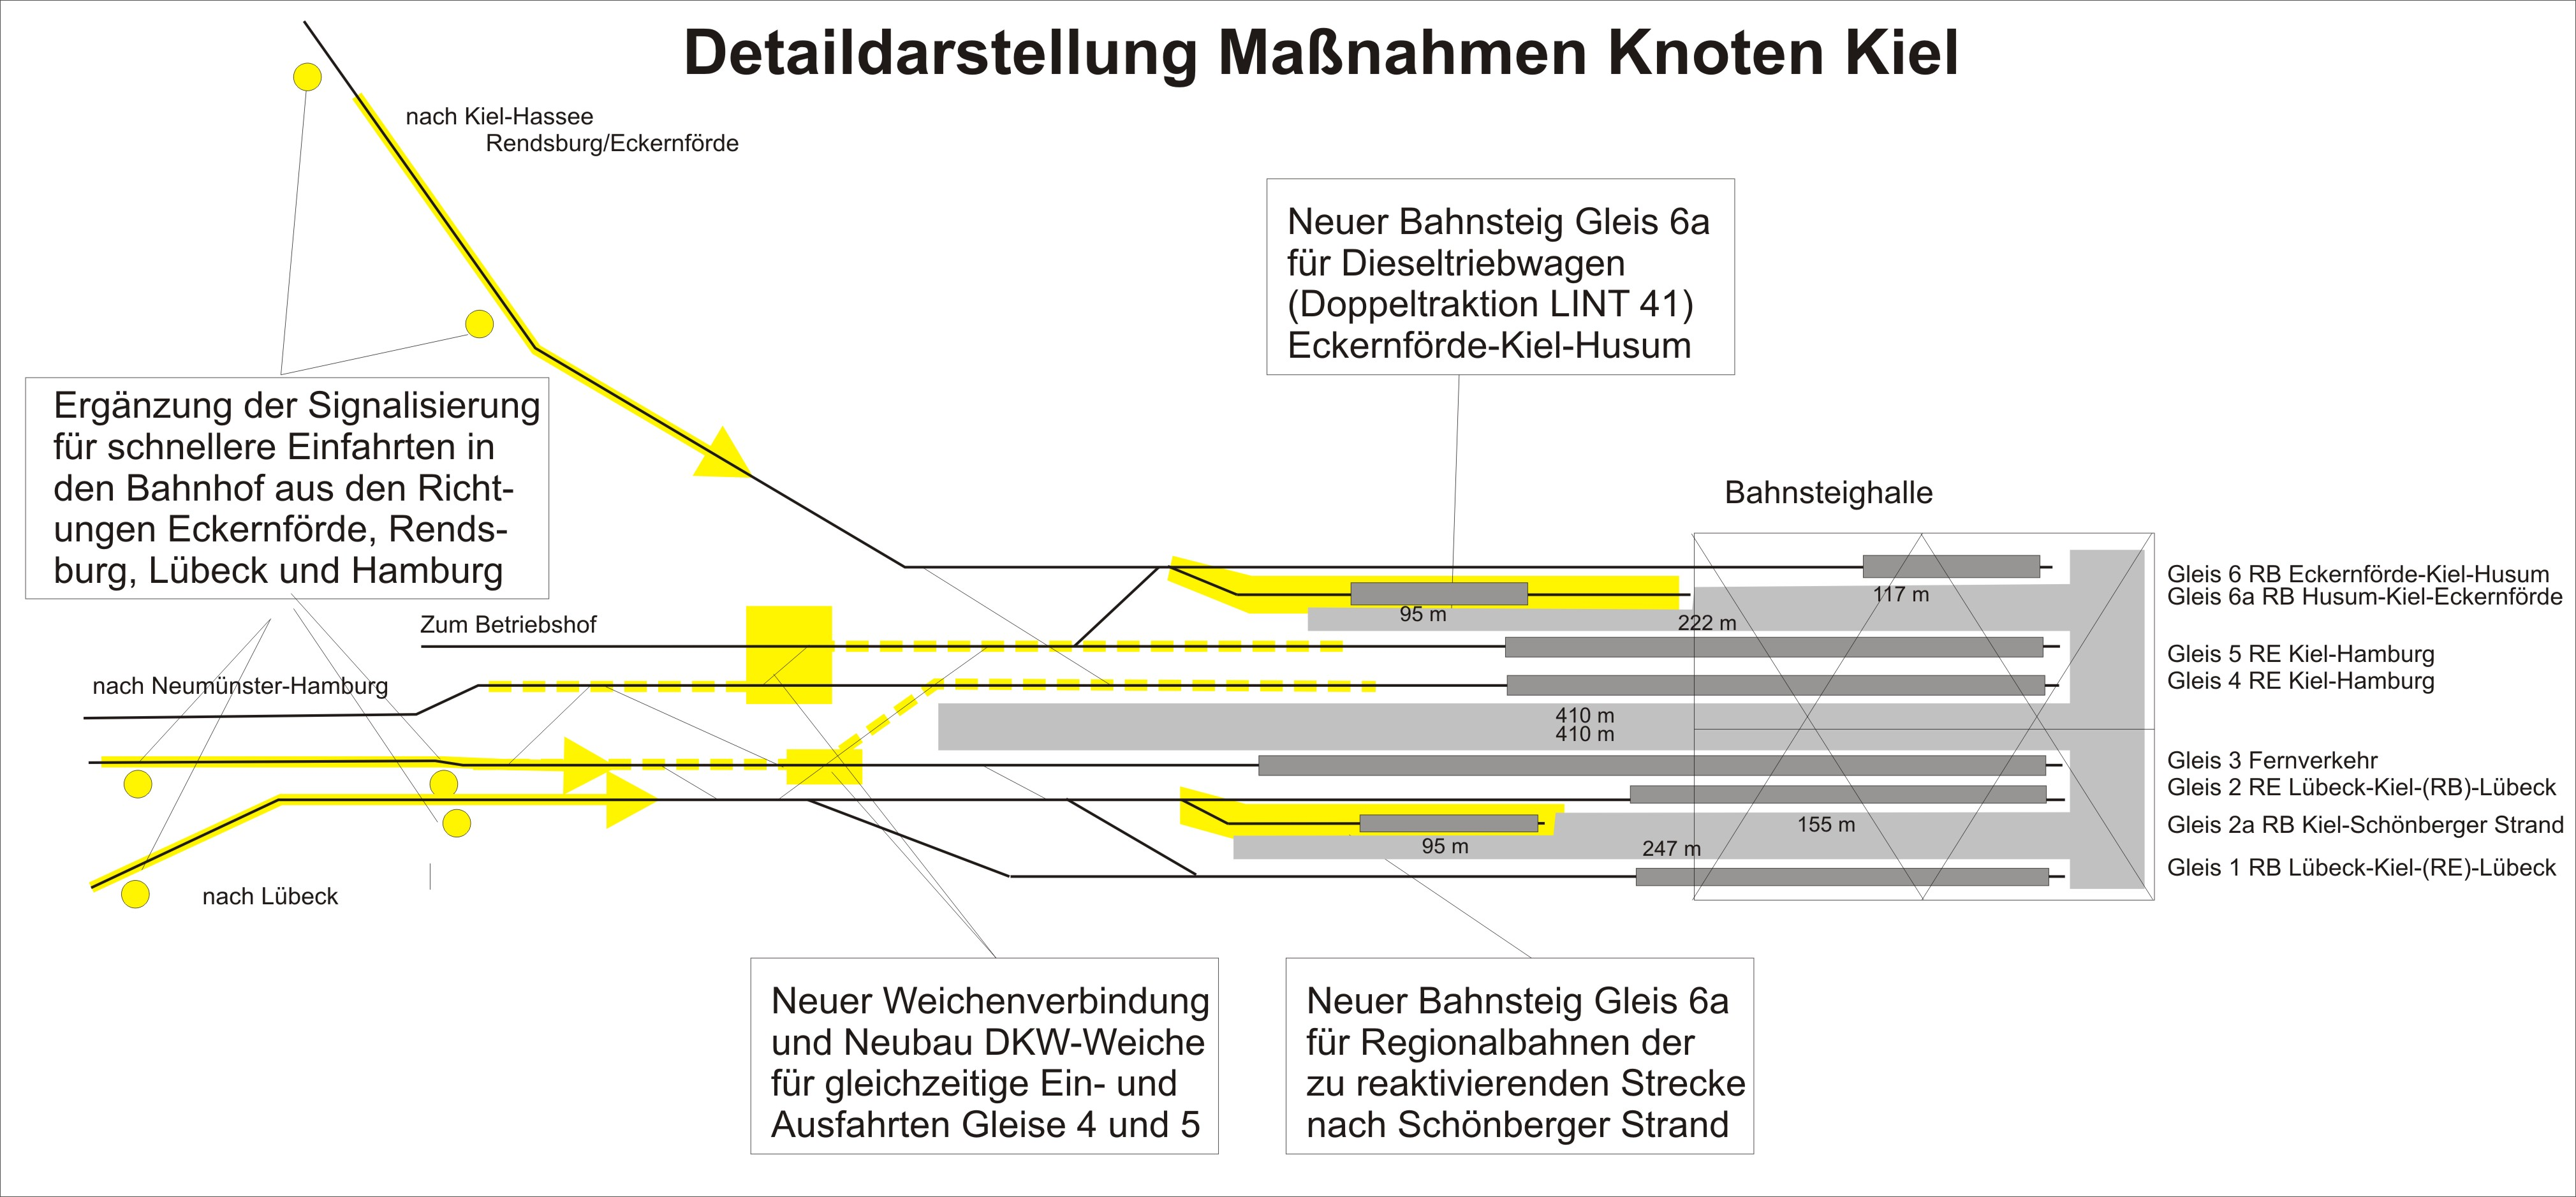 Detaildarstellung Maßnahmen Knoten Kiel
nach Kiel-Hassee
Rendsburg/Eckernförde
Neuer Bahnsteig Gleis 6a
für Dieseltriebwagen
(Doppeltraktion LINT 41)
Eckernförde-Kiel-Husum
Ergänzung der Signalisierung
für schnellere Einfahrten in
den Bahnhof aus den Richt-
ungen Eckernförde, Rends-
burg, Lübeck und Hamburg
Bahnsteighalle
Zum Betriebshof
nach Neumünster-Hamburg
nach Lübeck
117 m
95 m
222 m
410 m
410 m
155 m
95 m
247 m
Gleis 6 RB Eckernförde-Kiel-Husum
Gleis 6a RB Husum-Kiel-Eckernförde
Gleis 5 RE Kiel-Hamburg
Gleis 4 RE Kiel-Hamburg
Gleis 3 Fernverkehr
Gleis 2 RE Lübeck-Kiel-(RB)-Lübeck
Gleis 2a RB Kiel-Schönberger Strand
Gleis 1 RB Lübeck-Kiel-(RE)-Lübeck
Neuer Weichenverbindung
und Neubau DKW-Weiche
für gleichzeitige Ein- und
Ausfahrten Gleise 4 und 5
Neuer Bahnsteig Gleis 6a
für Regionalbahnen der
zu reaktivierenden Strecke
nach Schönberger Strand